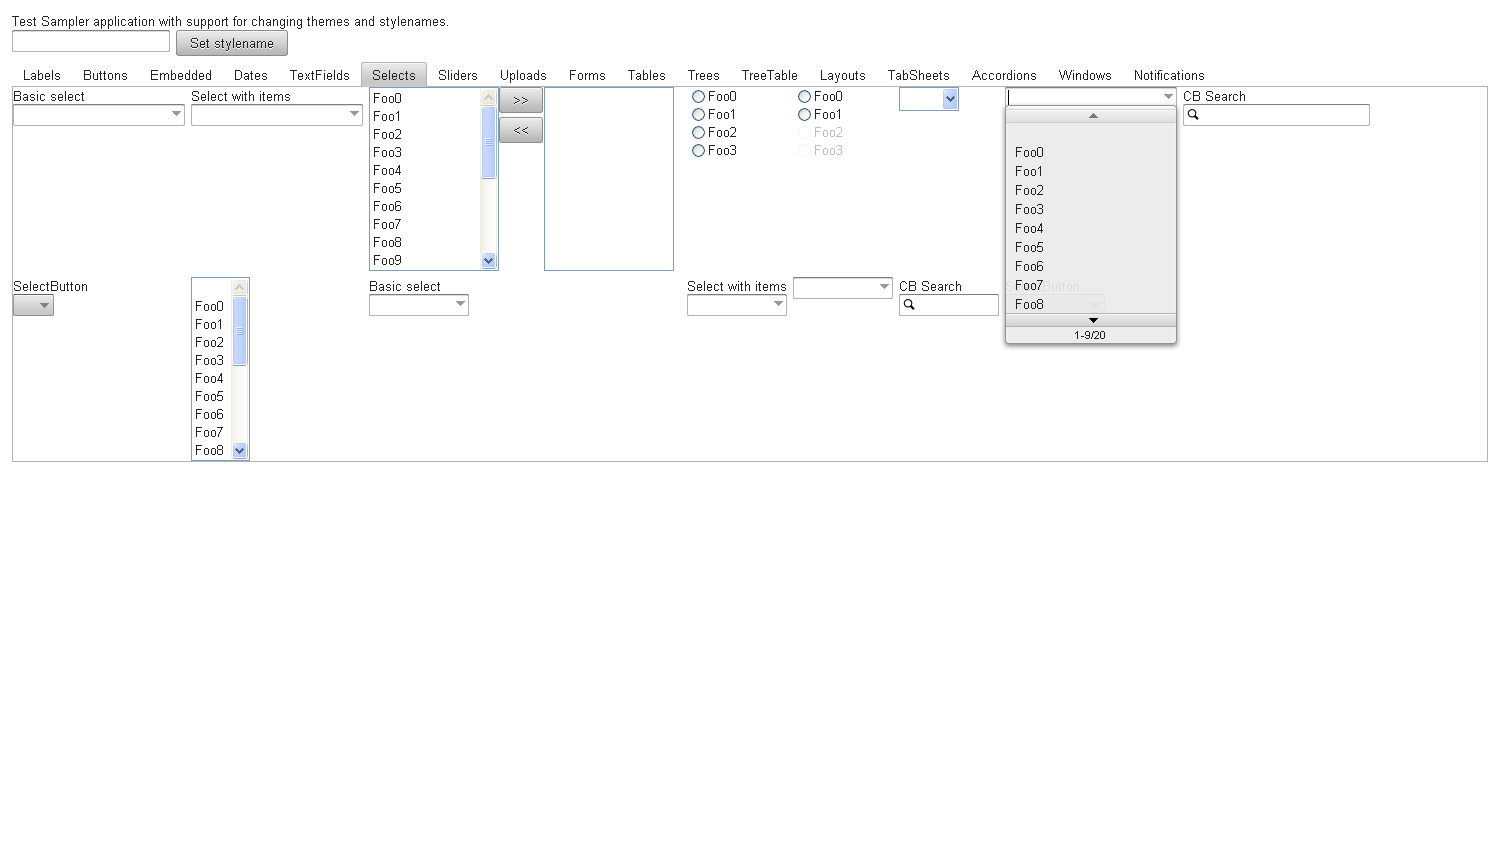 Test Sampler application with support for changing themes and stylenames.
Set stylename
Labels Buttons Embedded Dates TextFields Selects Sliders Uploads Forms Tables Trees TreeTable Layouts TabSheets Accordions Windows Notifications
Basic select
Select with items
Foo0
Foo1
Foo2
Foo3
Foo4
Foo5
Foo6
Foo7
Foo8
Foo9
>>
<<
Foo0
Foo1
Foo2
Foo3
Foo0
Foo1
Foo2
Foo3
Foo0
Foo1
Foo2
Foo3
Foo4
Foo5
Foo6
Foo7
Foo8
1-9/20
CB Search
SelectButton
Foo0
Foo1
Foo2
Foo3
Foo4
Foo5
Foo6
Foo7
Foo8
Basic select
Select with items
CB Search